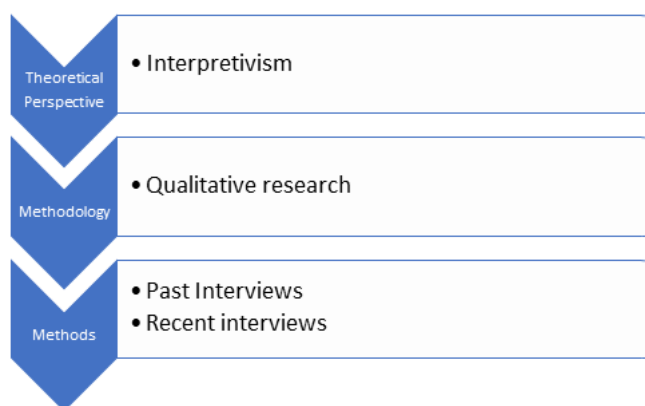 Theoretical
Perspective
• Interpretivism
Methodology
• Qualitative research
Methods
• Past Interviews
• Recent interviews